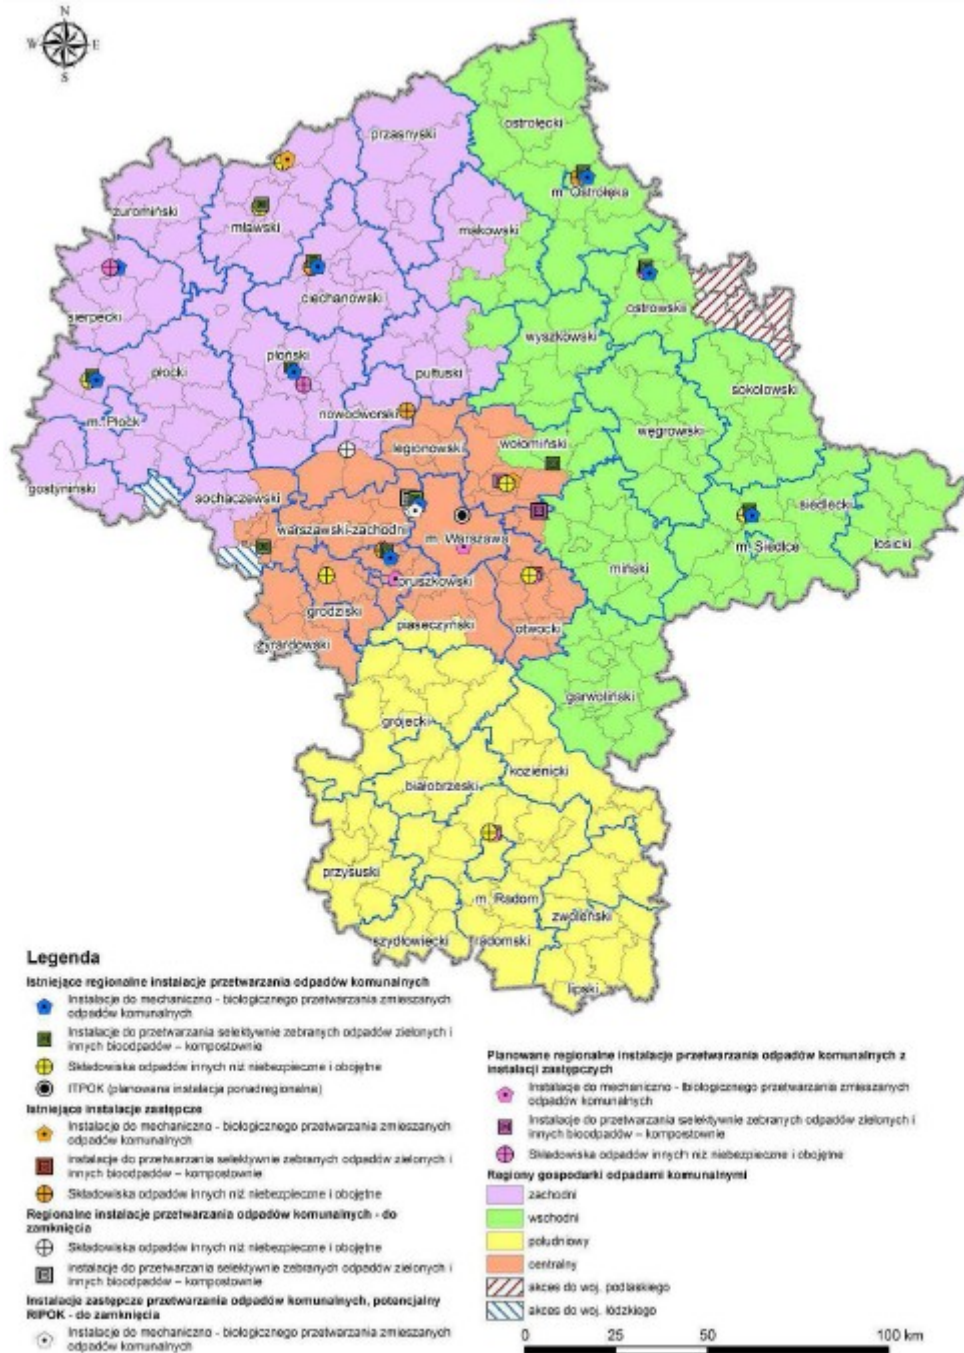 N
W E
S
ostrołęcki
przasnyski
m. Ostrołęka
żuromiński
mławski
makowski
ciechanowski
ostrowski
sierpecki
wyszkowski
płoński
płocki
pułtuski
sokołowski
m. Płock
nowodworski
węgrowski
legionowski
wołomiński
gostyniński
sochaczewski
siedlecki
warszawski-zachodni
m. Warszawa
m. Siedlce
łosicki
miński
pruszkowski
grodziski
piaseczyński
otwocki
żyrardowski
garwoliński
grójecki
kozienicki
białobrzeski
przysuski
m. Radom
zwoleński
szydłowiecki
radomski
lipski
Legenda
Istniejące regionalne instalacje przetwarzania odpadów komunalnych
Instalacje do mechaniczno - biologicznego przetwarzania zmieszanych
odpadów komunalnych
Instalacje do przetwarzania selektywnie zebranych odpadów zielonych i
innych bioodpadów – kompostownie
Składowiska odpadów innych niż niebezpieczne i obojętne
ITPOK (planowana instalacja ponadregionalna)
Istniejące instalacje zastępcze
Instalacje do mechaniczno - biologicznego przetwarzania zmieszanych
odpadów komunalnych
instalacje do przetwarzania selektywnie zebranych odpadów zielonych i
innych bioodpadów – kompostownie
Składowiska odpadów innych niż niebezpieczne i obojętne
Regionalne instalacje przetwarzania odpadów komunalnych - do
zamknięcia
Składowiska odpadów innych niż niebezpieczne i obojętne
instalacje do przetwarzania selektywnie zebranych odpadów zielonych i
innych bioodpadów – kompostownie
Instalacje zastępcze przetwarzania odpadów komunalnych, potencjalny
RIPOK - do zamknięcia
Instalacje do mechaniczno - biologicznego przetwarzania zmieszanych
odpadów komunalnych
Planowane regionalne instalacje przetwarzania odpadów komunalnych z
instalacji zastępczych
Instalacje do mechaniczno - biologicznego przetwarzania zmieszanych
odpadów komunalnych
Instalacje do przetwarzania selektywnie zebranych odpadów zielonych i
innych bioodpadów – kompostownie
Składowiska odpadów innych niż niebezpieczne i obojętne
Regiony gospodarki odpadami komunalnymi
zachodni
wschodni
południowy
centralny
akces do woj. podlaskiego
akces do woj. łódzkiego
0 25 50 100 km